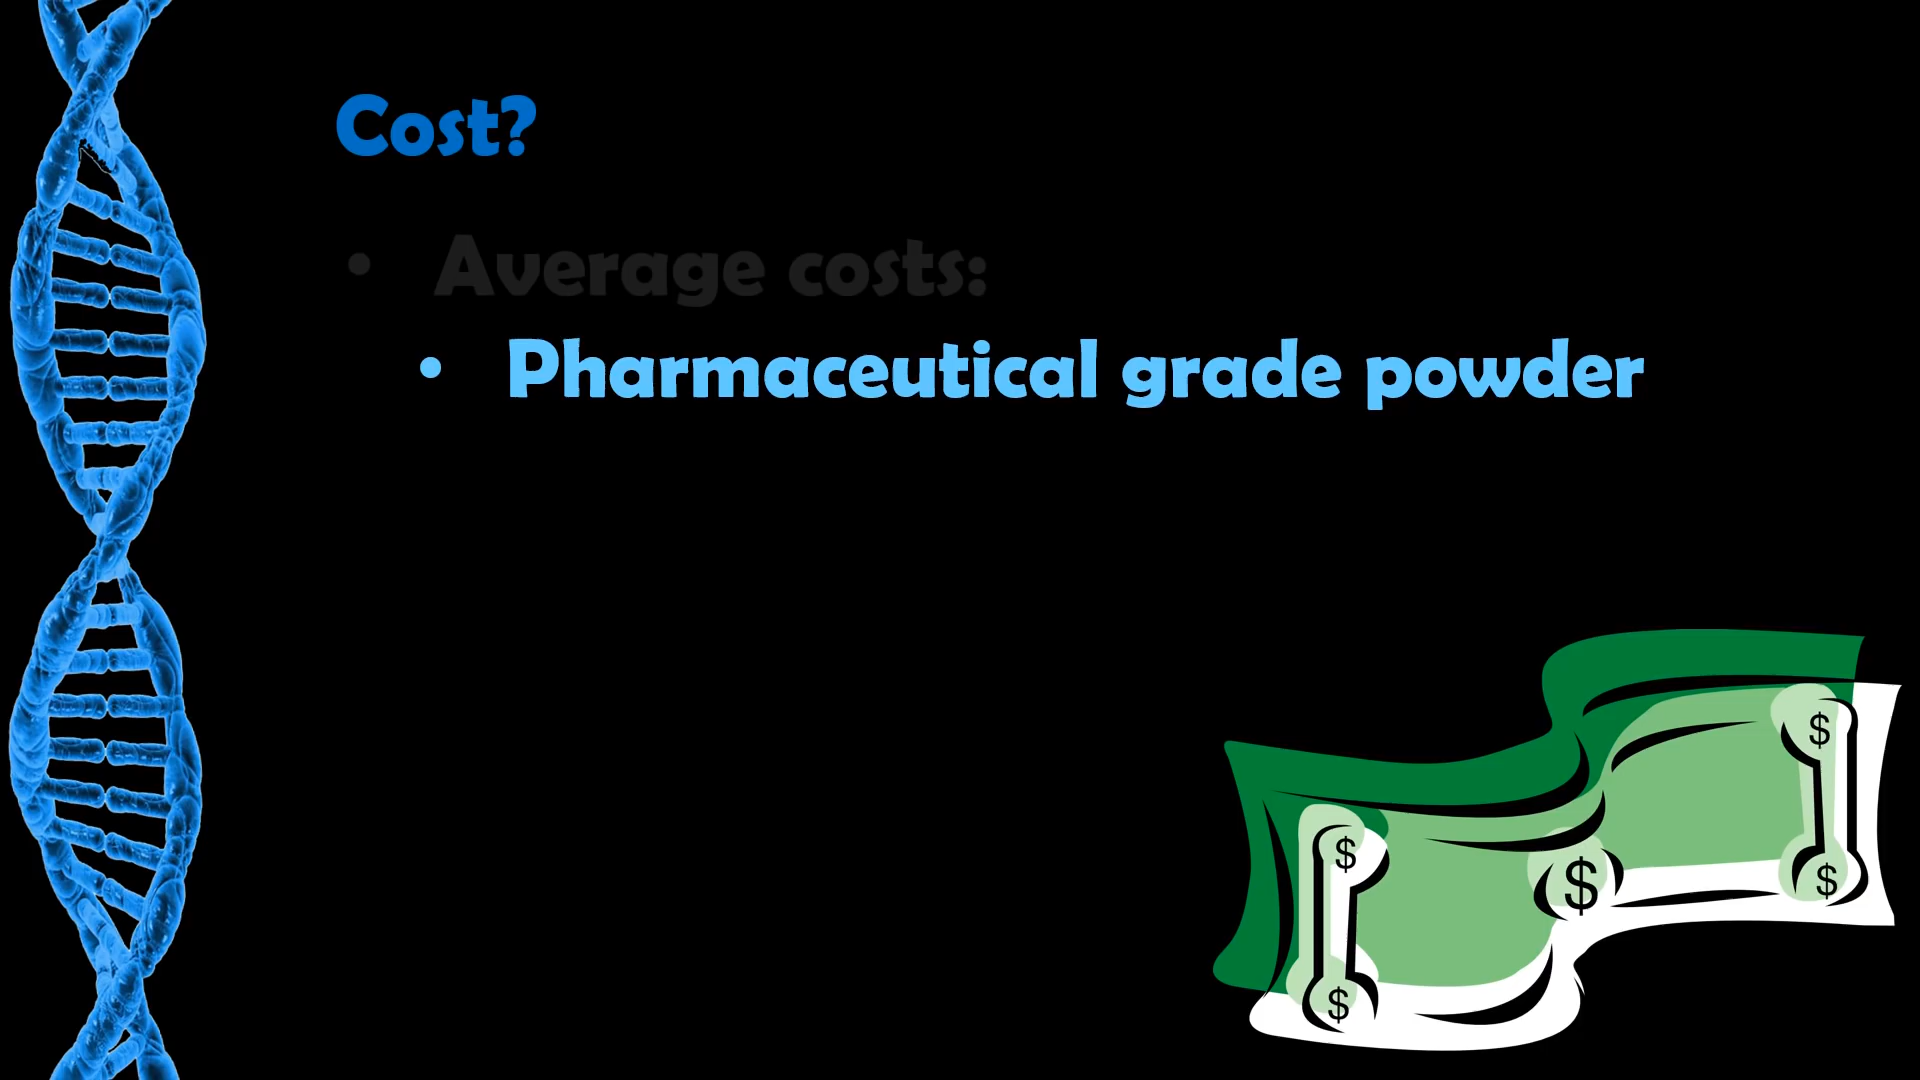 Cost?
• Average costs:
• Pharmaceutical grade powder
$
$
$
$
$